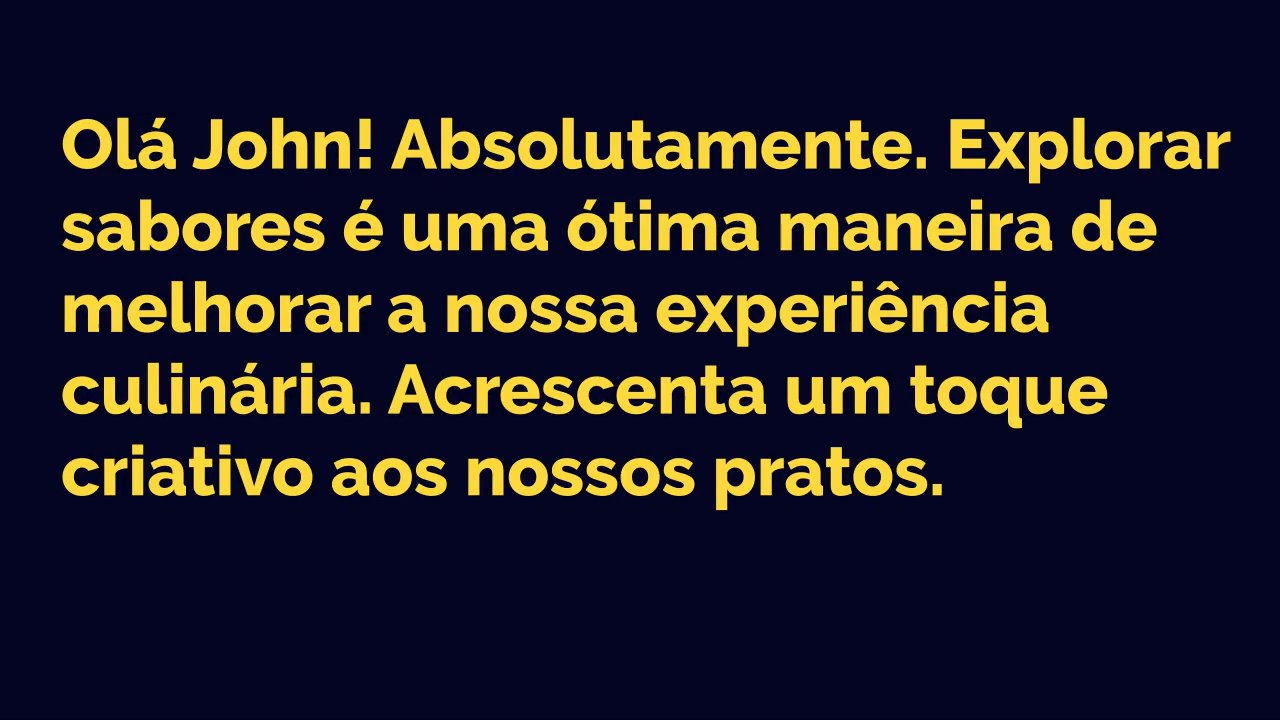 Olá John! Absolutamente. Explorar
sabores é uma ótima maneira de
melhorar a nossa experiência
culinária. Acrescenta um toque
criativo aos nossos pratos.